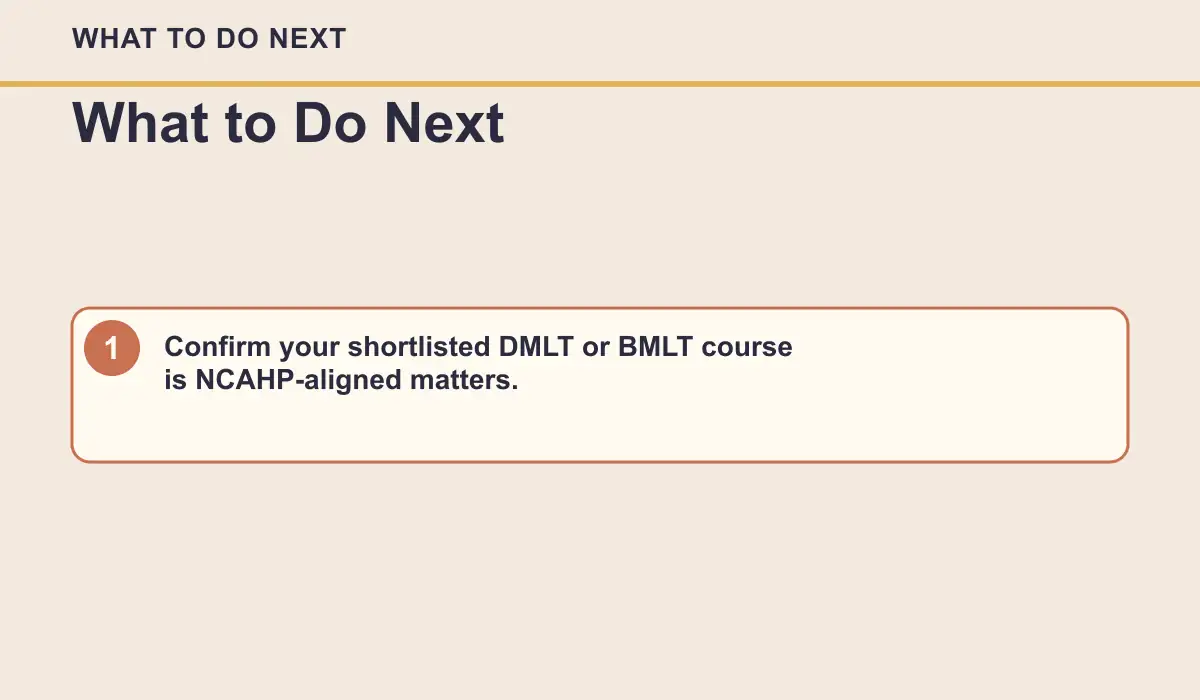 WHAT TO DO NEXT
What to Do Next
1
Confirm your shortlisted DMLT or BMLT course
is NCAHP-aligned matters.